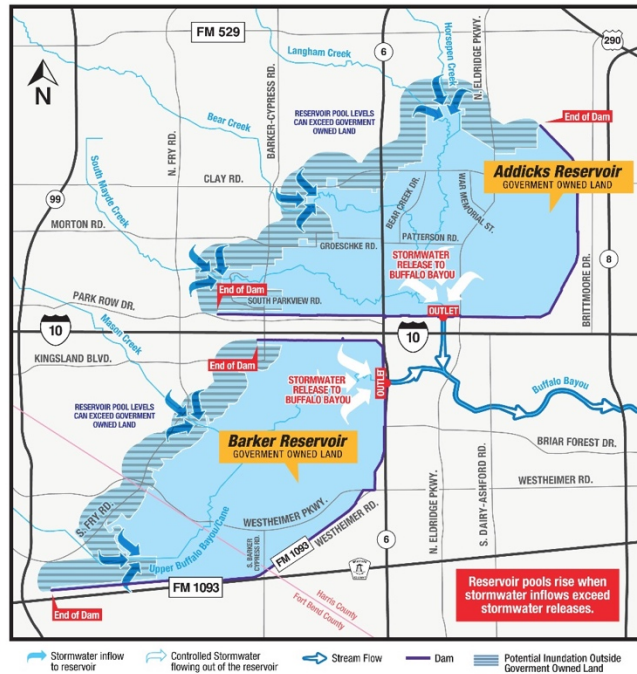 FM 529
6
290
Langham Creek
Horsepen Creek
N. ELDRIDGE PKWY.
N
BARKER-CYPRESS RD.
Bear Creek
RESERVOIR POOL LEVELS
CAN EXCEED GOVERMENT
OWNED LAND
End of Dam
N. FRY RD.
South Mayde Creek
CLAY RD.
Addicks Reservoir
GOVERMENT OWNED LAND
99
BEAR CREEK DR.
WAR MEMORIAL ST.
MORTON RD.
GROESCHKE RD.
PATTERSON RD.
8
STORMWATER
RELEASE TO
BUFFALO BAYOU
BRITTMOORE DR.
PARK ROW DR.
End of Dam
SOUTH PARKVIEW RD.
OUTLET
10
10
Mason Creek
KINGSLAND BLVD.
End of Dam
STORMWATER
RELEASE TO
BUFFALO BAYOU
OUTLET
Buffalo Bayou
RESERVOIR POOL LEVELS
CAN EXCEED GOVERMENT
OWNED LAND
Barker Reservoir
GOVERMENT OWNED LAND
BRIAR FOREST DR.
WESTHEIMER RD.
S. FRY RD.
WESTHEIMER PKWY.
WESTHEIMER RD.
N. ELDRIDGE PKWY.
S. DAIRY-ASHFORD RD.
Upper Buffalo Bayou/Cane
S. BARKER
CYPRESS RD.
FM 1093
6
FM 1093
Harris County
Fort Bend County
End of Dam
Reservoir pools rise when
stormwater inflows exceed
stormwater releases.
Stormwater inflow
to reservoir
Controlled Stormwater
flowing out of the reservoir
Stream Flow
Dam
Potential Inundation Outside
Goverment Owned Land